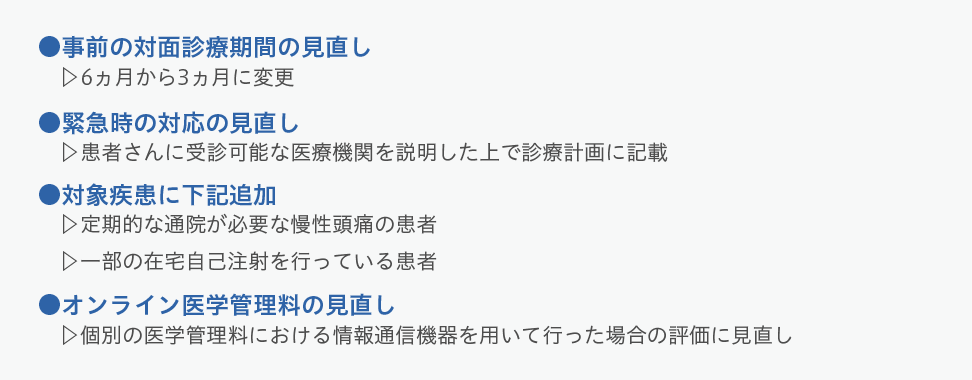 ●事前の対面診療期間の見直し
▷6ヵ月から3ヵ月に変更
●緊急時の対応の見直し
▷患者さんに受診可能な医療機関を説明した上で診療計画に記載
●対象疾患に下記追加
▷定期的な通院が必要な慢性頭痛の患者
▷一部の在宅自己注射を行っている患者
●オンライン医学管理料の見直し
▷個別の医学管理料における情報通信機器を用いて行った場合の評価に見直し